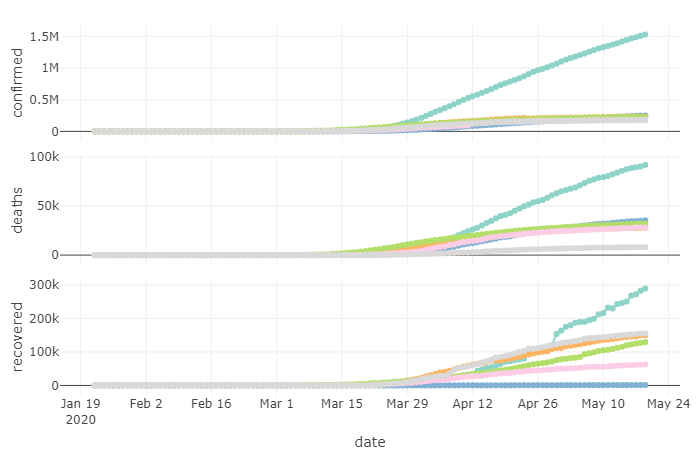 1.5M
1M
0.5M
0
confirmed
100k
50k
0
deaths
300k
200k
100k
0
recovered
Jan 19 Feb 2 Feb 16 Mar 1 Mar 15 Mar 29 Apr 12 Apr 26 May 10 May 24
2020
date